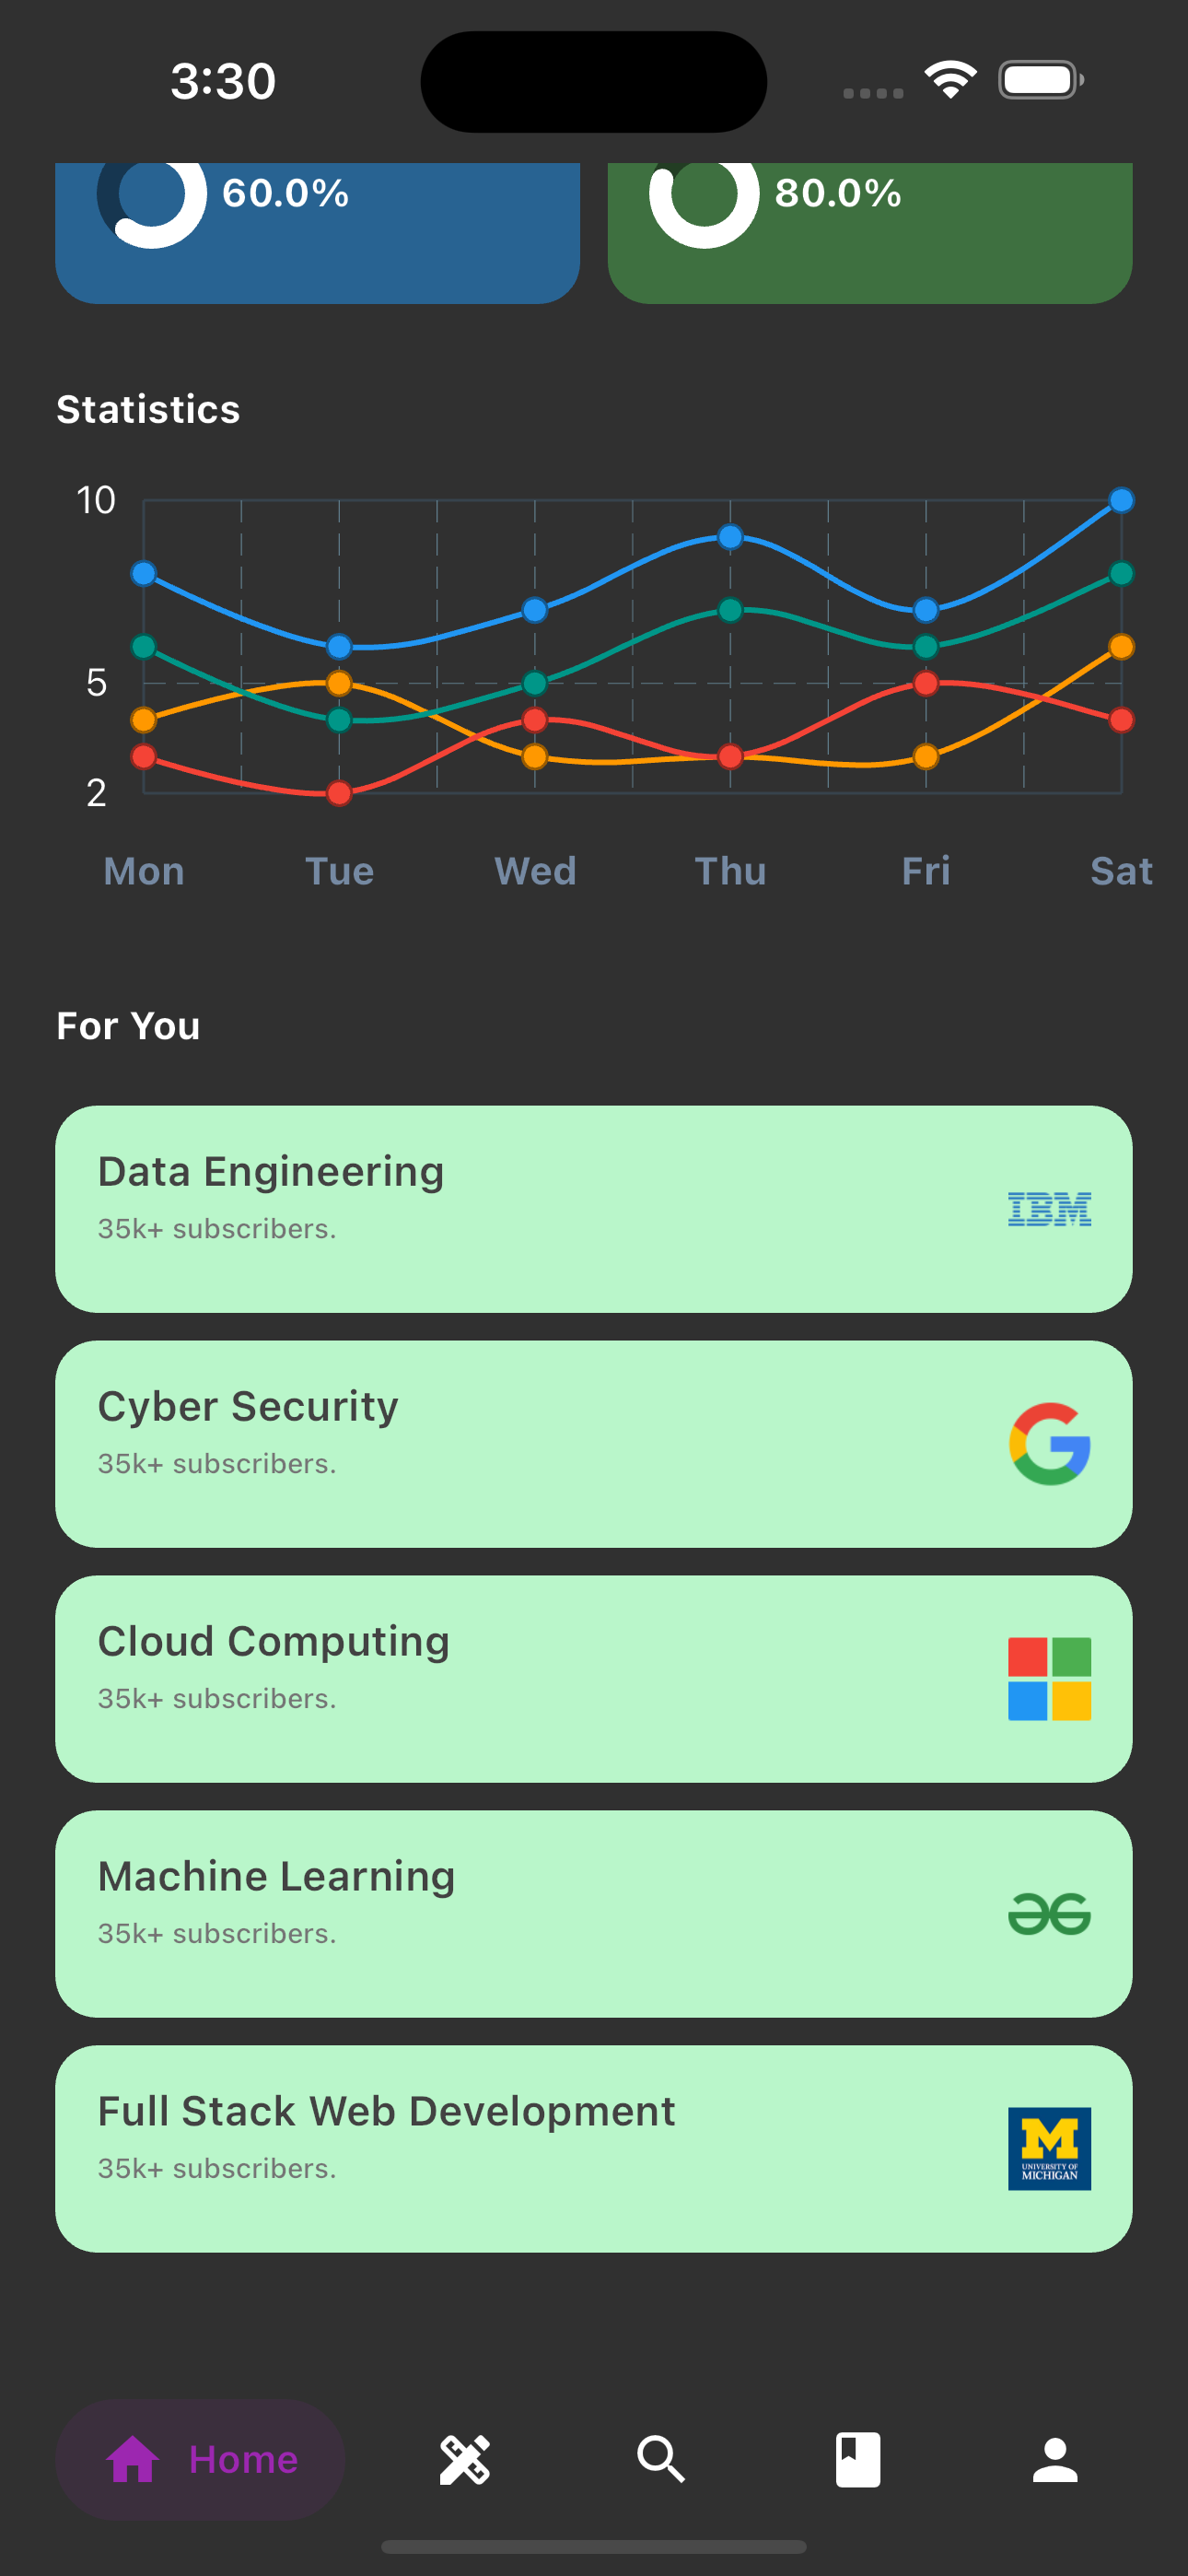 3:30
60.0%
80.0%
Statistics
10
5
2
Mon Tue Wed Thu Fri Sat
For You
Data Engineering
35k+ subscribers.
IBM
Cyber Security
35k+ subscribers.
G
Cloud Computing
35k+ subscribers.
Machine Learning
35k+ subscribers.
Full Stack Web Development
35k+ subscribers.
M
UNIVERSITY OF
MICHIGAN
Home